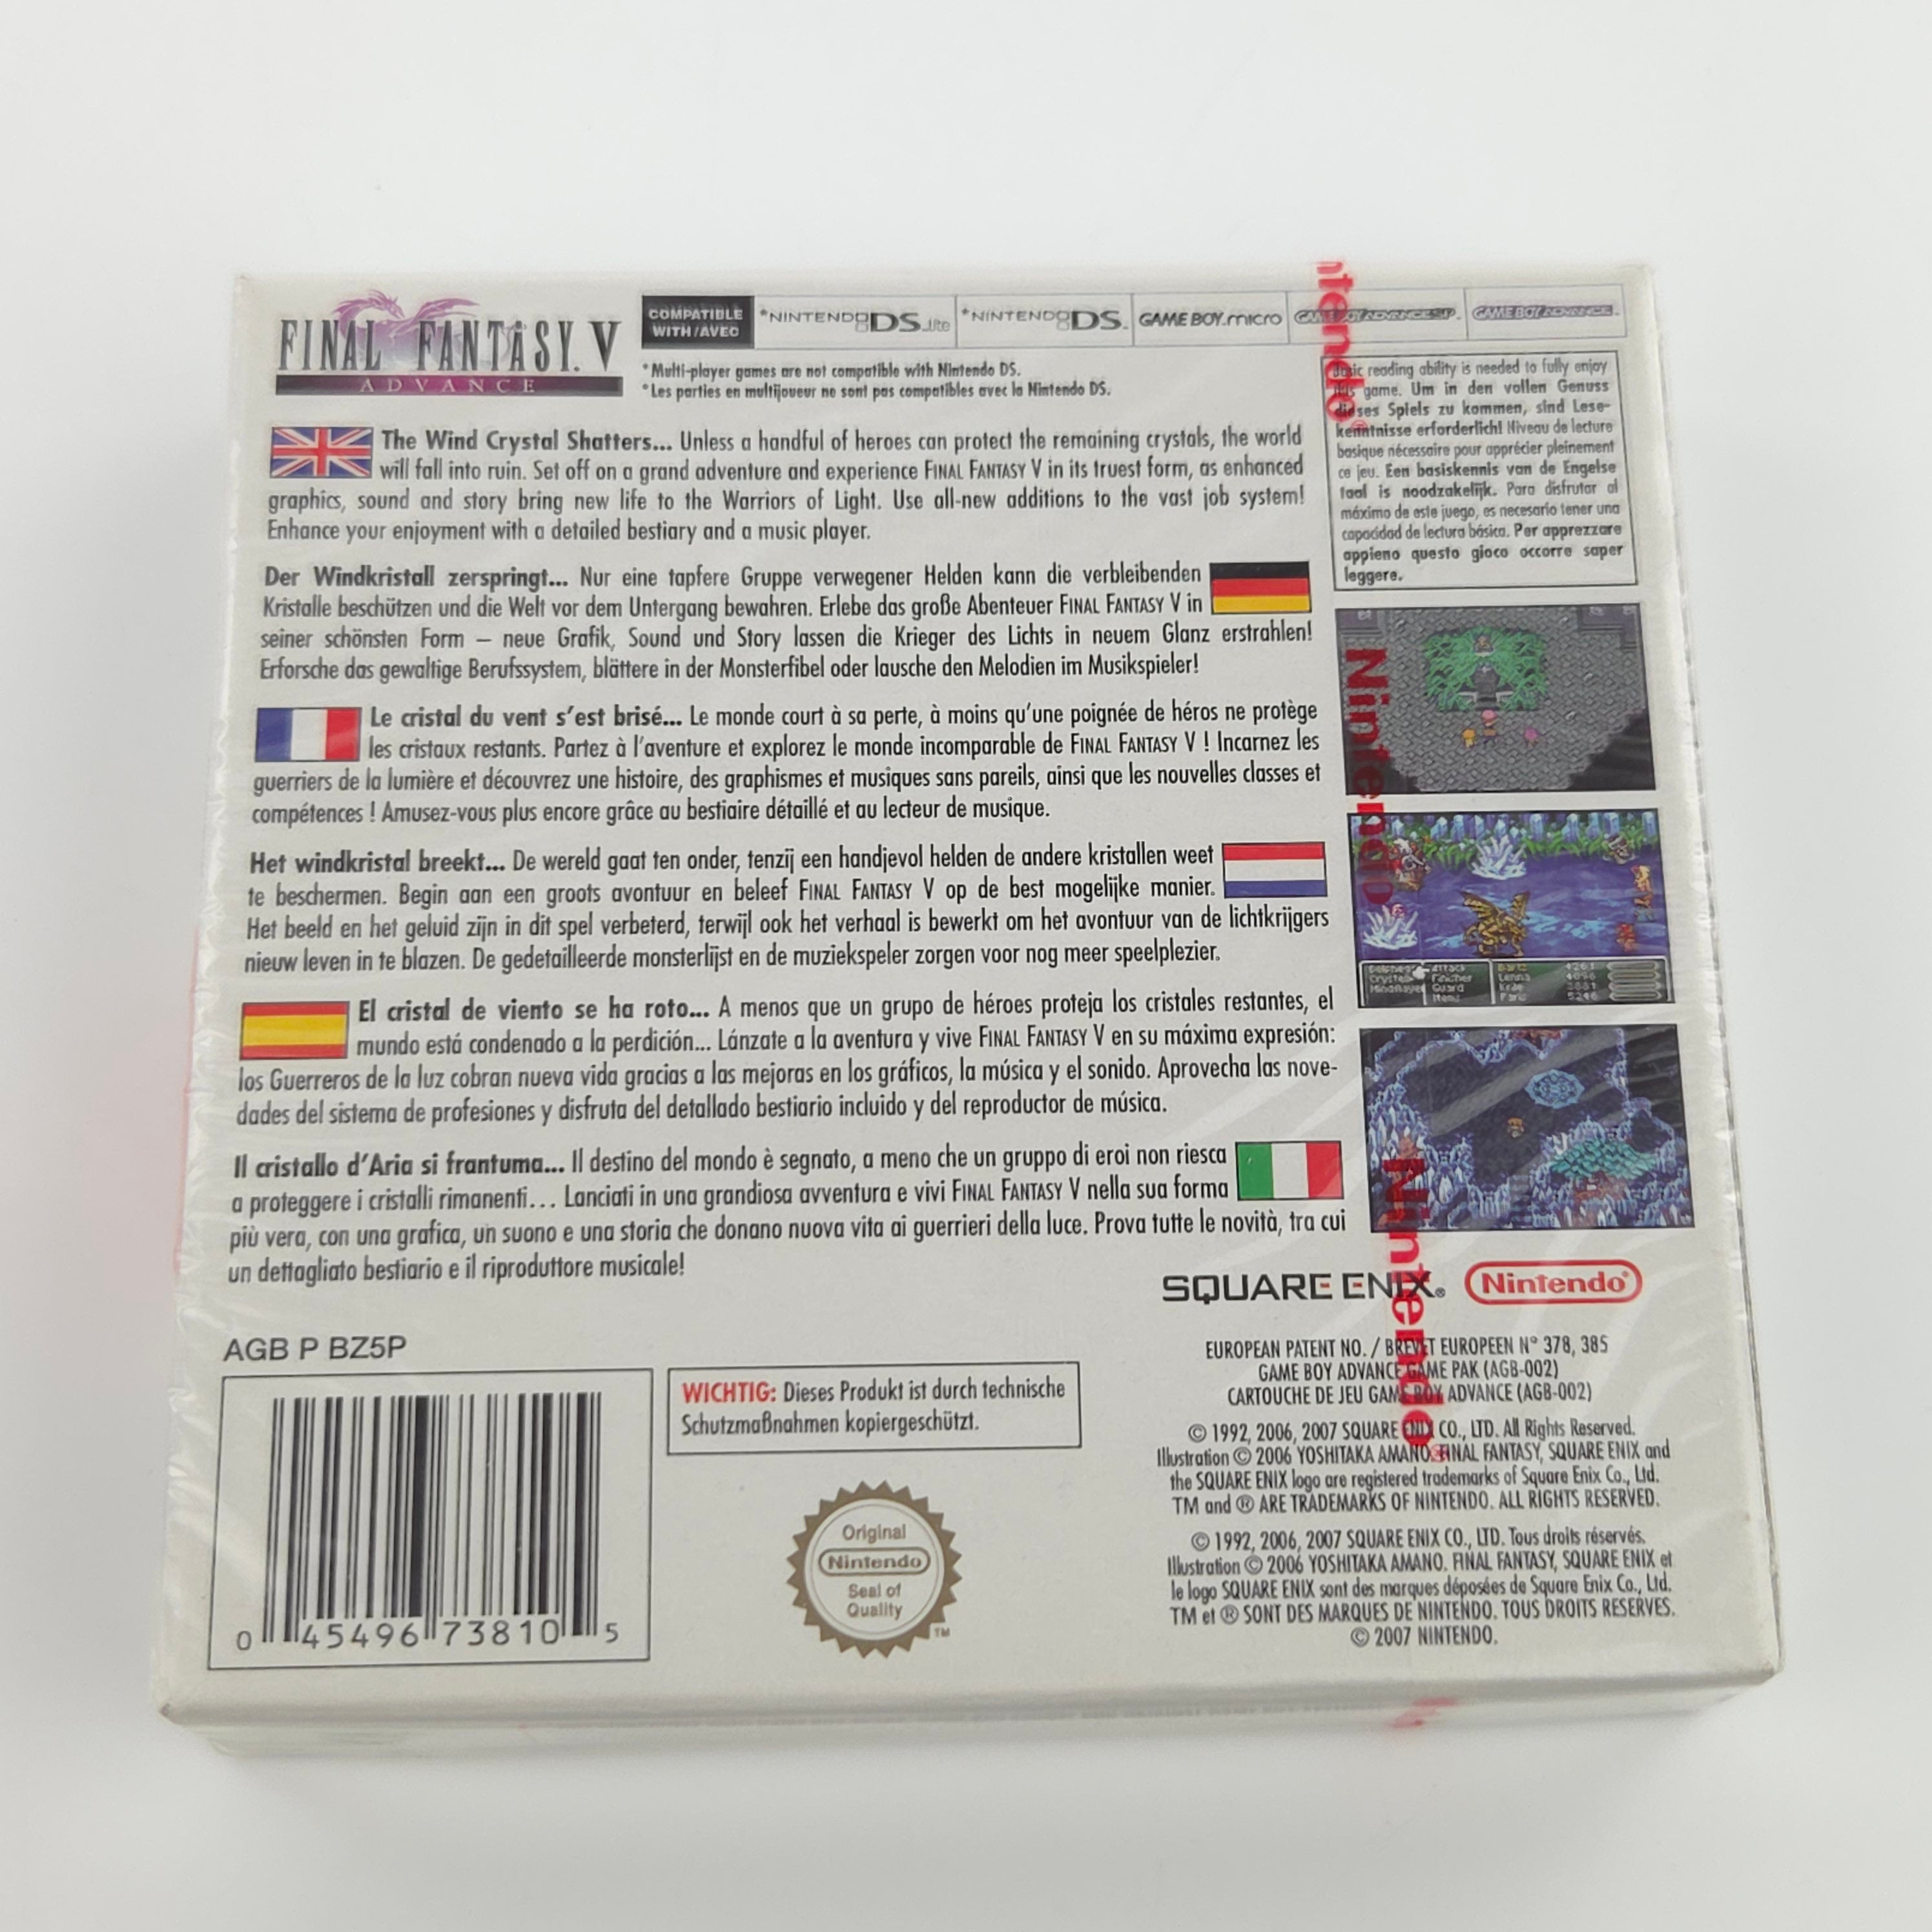 FINAL FANTASY. V
ADVANCE
COMPATIBLE
WITH/AVEC
*NINTENDO DS Lite
*NINTENDO DS.
GAME BOY.micro
GAME BOY ADVANCE SP.
GAME BOY ADVANCE.
*Multi-player games are not compatible with Nintendo DS.
*Les parties en multijoueur ne sont pas compatibles avec la Nintendo DS.
Basic reading ability is needed to fully enjoy
this game. Um in den vollen Genuss
dieses Spiels zu kommen, sind Lese-
kenntnisse erforderlich! Niveau de lecture
basique nécessaire pour apprécier pleinement
ce jeu. Een basiskennis van de Engelse
taal is noodzakelijk. Para disfrutar al
máximo de este juego, es necesario tener una
capacidad de lectura básica. Per apprezzare
appieno questo gioco occorre saper
leggere.
The Wind Crystal Shatters... Unless a handful of heroes can protect the remaining crystals, the world
will fall into ruin. Set off on a grand adventure and experience FINAL FANTASY V in its truest form, as enhanced
graphics, sound and story bring new life to the Warriors of Light. Use all-new additions to the vast job system!
Enhance your enjoyment with a detailed bestiary and a music player.
Der Windkristall zerspringt... Nur eine tapfere Gruppe verwegener Helden kann die verbleibenden
Kristalle beschützen und die Welt vor dem Untergang bewahren. Erlebe das große Abenteuer FINAL FANTASY V in
seiner schönsten Form – neue Grafik, Sound und Story lassen die Krieger des Lichts in neuem Glanz erstrahlen!
Erforsche das gewaltige Berufssystem, blättere in der Monsterfibel oder lausche den Melodien im Musikspieler!
Le cristal du vent s'est brisé... Le monde court à sa perte, à moins qu'une poignée de héros ne protège
les cristaux restants. Partez à l'aventure et explorez le monde incomparable de FINAL FANTASY V ! Incarnez les
guerriers de la lumière et découvrez une histoire, des graphismes et musiques sans pareils, ainsi que les nouvelles classes et
compétences ! Amusez-vous plus encore grâce au bestiaire détaillé et au lecteur de musique.
Het windkristal breekt... De wereld gaat ten onder, tenzij een handjevol helden de andere kristallen weet
te beschermen. Begin aan een groots avontuur en beleef FINAL FANTASY V op de best mogelijke manier.
Het beeld en het geluid zijn in dit spel verbeterd, terwijl ook het verhaal is bewerkt om het avontuur van de lichtkrijgers
nieuw leven in te blazen. De gedetailleerde monsterlijst en de muziekspeler zorgen voor nog meer speelplezier.
El cristal de viento se ha roto... A menos que un grupo de héroes proteja los cristales restantes, el
mundo está condenado a la perdición... Lánzate a la aventura y vive FINAL FANTASY V en su máxima expresión:
los Guerreros de la luz cobran nueva vida gracias a las mejoras en los gráficos, la música y el sonido. Aprovecha las nove-
dades del sistema de profesiones y disfruta del detallado bestiario incluido y del reproductor de música.
Il cristallo d'Aria si frantuma... Il destino del mondo è segnato, a meno che un gruppo di eroi non riesca
a proteggere i cristalli rimanenti... Lanciati in una grandiosa avventura e vivi FINAL FANTASY V nella sua forma
più vera, con una grafica, un suono e una storia che donano nuova vita ai guerrieri della luce. Prova tutte le novità, tra cui
un dettagliato bestiario e il riproduttore musicale!
ntendo®
Nintendo®
Nintendo®
Attack
Guard
Items
Lenna
Faris
SQUARE ENIX®
Nintendo®
AGB P BZ5P
0 45496 73810 5
WICHTIG: Dieses Produkt ist durch technische
Schutzmaßnahmen kopiergeschützt.
Original
Nintendo
Seal of
Quality
TM
EUROPEAN PATENT NO. / BREVET EUROPEEN N° 378, 385
GAME BOY ADVANCE GAME PAK (AGB-002)
CARTOUCHE DE JEU GAME BOY ADVANCE (AGB-002)
© 1992, 2006, 2007 SQUARE ENIX CO., LTD. All Rights Reserved.
Illustration © 2006 YOSHITAKA AMANO. FINAL FANTASY, SQUARE ENIX and
the SQUARE ENIX logo are registered trademarks of Square Enix Co., Ltd.
TM and ® ARE TRADEMARKS OF NINTENDO. ALL RIGHTS RESERVED.
© 1992, 2006, 2007 SQUARE ENIX CO., LTD. Tous droits réservés.
Illustration © 2006 YOSHITAKA AMANO. FINAL FANTASY, SQUARE ENIX et
le logo SQUARE ENIX sont des marques déposées de Square Enix Co., Ltd.
TM et ® SONT DES MARQUES DE NINTENDO. TOUS DROITS RESERVES.
© 2007 NINTENDO.